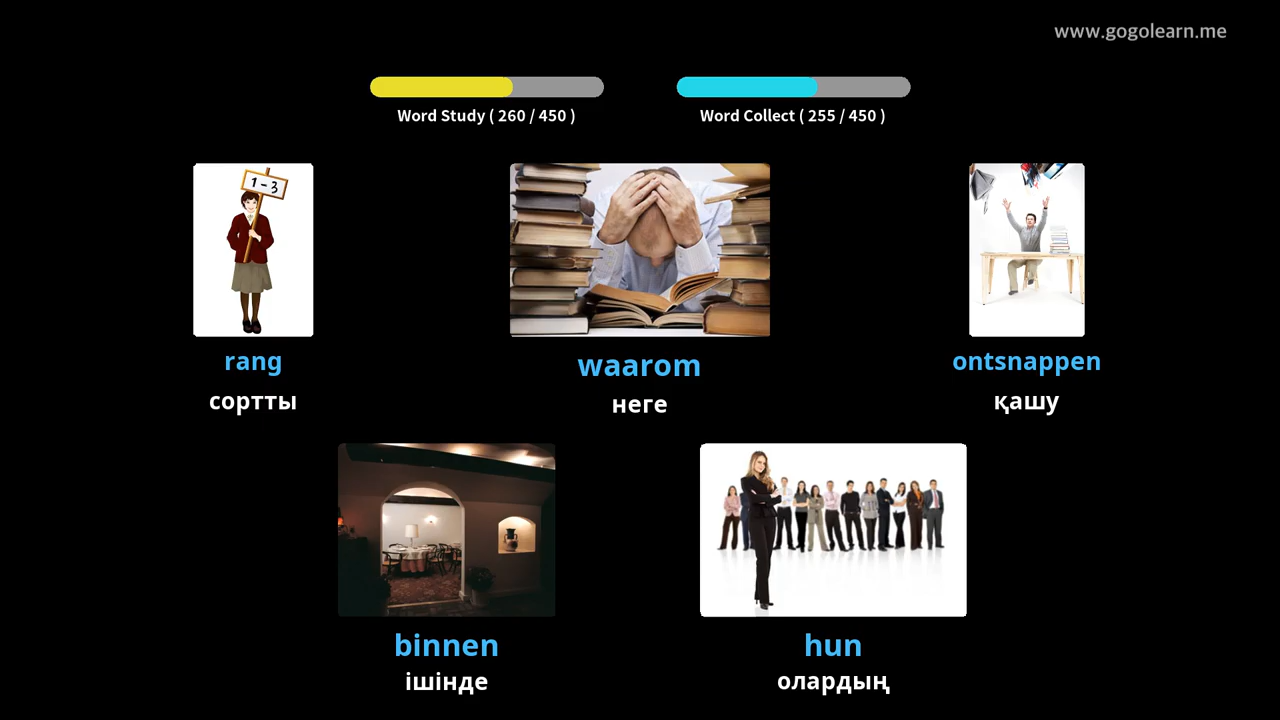 www.gogolearn.me
Word Study ( 260 / 450 )
Word Collect ( 255 / 450 )
1 - 3
rang
сортты
waarom
неге
ontsnappen
қашу
binnen
ішінде
hun
олардың